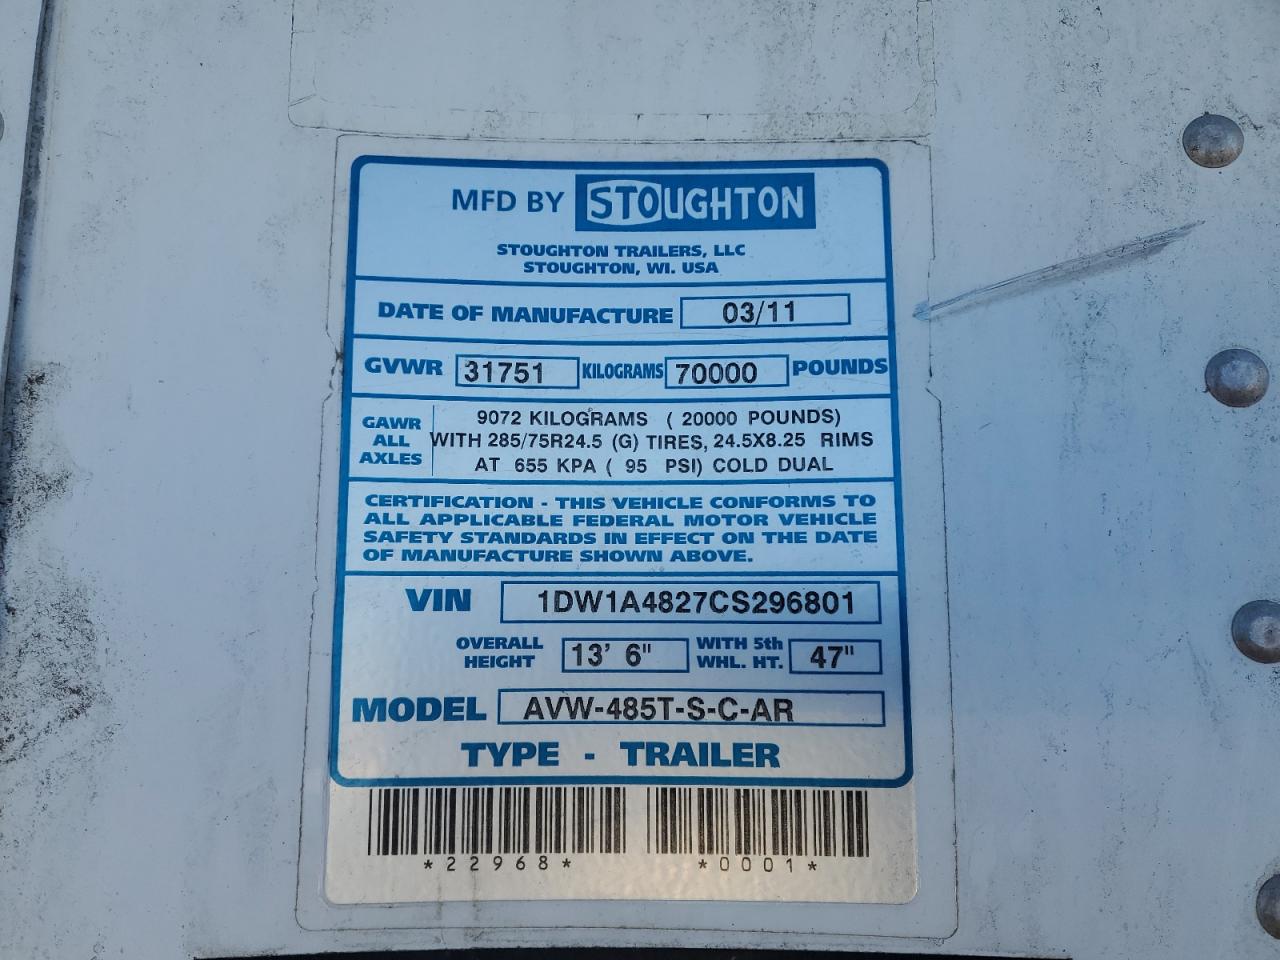 MFD BY STOUGHTON
STOUGHTON TRAILERS, LLC
STOUGHTON, WI. USA
DATE OF MANUFACTURE 03/11
GVWR 31751 KILOGRAMS 70000 POUNDS
GAWR ALL AXLES
9072 KILOGRAMS ( 20000 POUNDS)
WITH 285/75R24.5 (G) TIRES, 24.5X8.25 RIMS
AT 655 KPA ( 95 PSI) COLD DUAL
CERTIFICATION - THIS VEHICLE CONFORMS TO
ALL APPLICABLE FEDERAL MOTOR VEHICLE
SAFETY STANDARDS IN EFFECT ON THE DATE
OF MANUFACTURE SHOWN ABOVE.
VIN 1DW1A4827CS296801
OVERALL HEIGHT 13' 6" WITH 5th WHL. HT. 47"
MODEL AVW-485T-S-C-AR
TYPE - TRAILER
*22968* *0001*